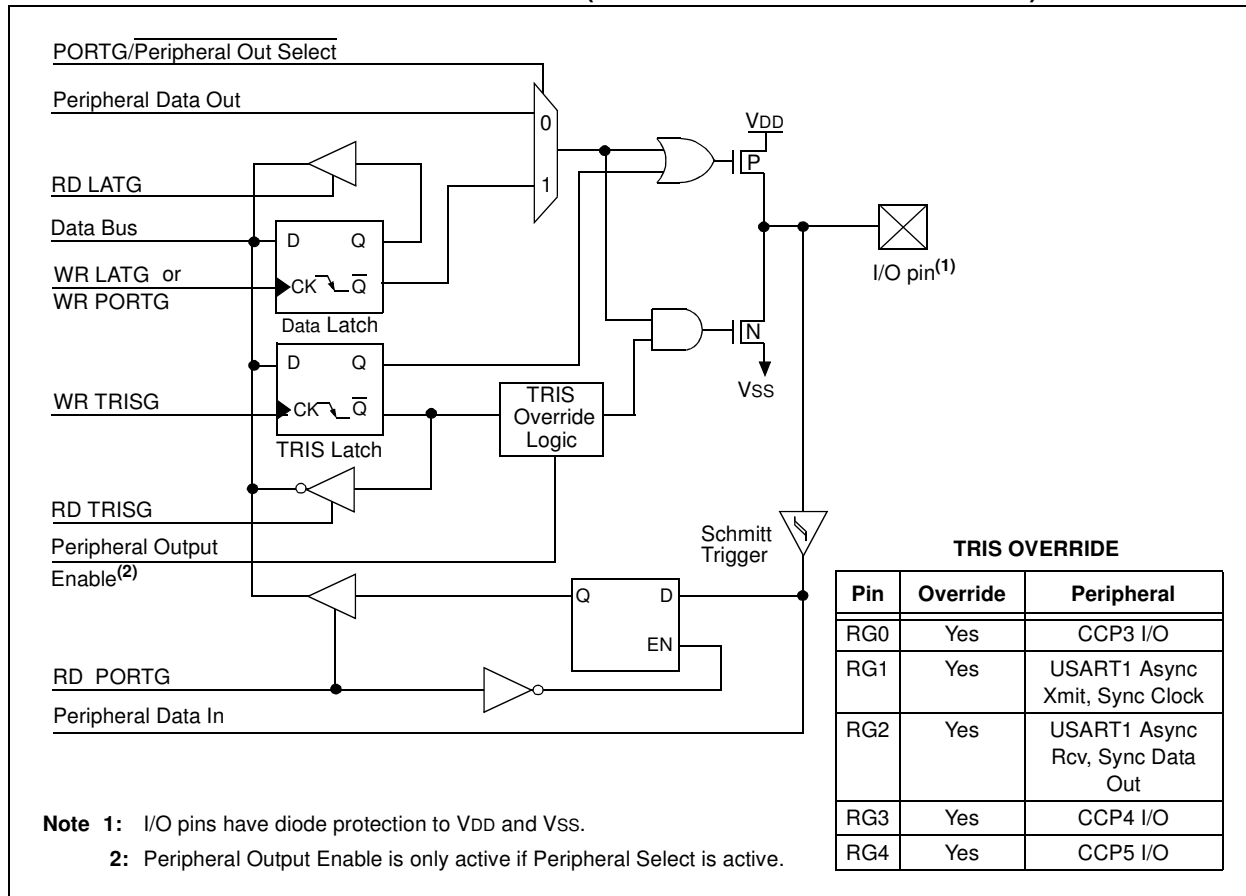 PORTG/Peripheral Out Select
Peripheral Data Out
0
1
VDD
P
RD LATG
Data Bus
D Q
WR LATG or
WR PORTG
CK Q
Data Latch
I/O pin(1)
N
VSS
D Q
WR TRISG
CK Q
TRIS Latch
TRIS
Override
Logic
RD TRISG
Peripheral Output
Enable(2)
Schmitt
Trigger
Q D
EN
RD PORTG
Peripheral Data In
TRIS OVERRIDE
Pin Override Peripheral
RG0 Yes CCP3 I/O
RG1 Yes USART1 Async
Xmit, Sync Clock
RG2 Yes USART1 Async
Rcv, Sync Data
Out
RG3 Yes CCP4 I/O
RG4 Yes CCP5 I/O
Note 1: I/O pins have diode protection to VDD and VSS.
2: Peripheral Output Enable is only active if Peripheral Select is active.